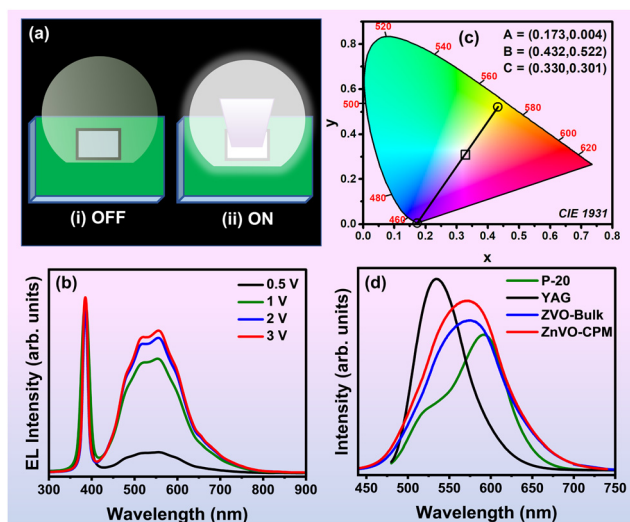 (a)
(i) OFF
(ii) ON
(c)
A = (0.173,0.004)
B = (0.432,0.522)
C = (0.330,0.301)
520
540
560
500
580
600
620
480
460
0.8
0.6
0.4
0.2
0.0
y
0.0 0.1 0.2 0.3 0.4 0.5 0.6 0.7 0.8
x
CIE 1931
(b)
0.5 V
1 V
2 V
3 V
EL Intensity (arb. units)
300 400 500 600 700 800 900
Wavelength (nm)
(d)
P-20
YAG
ZVO-Bulk
ZnVO-CPM
Intensity (arb. units)
450 500 550 600 650 700 750
Wavelength (nm)